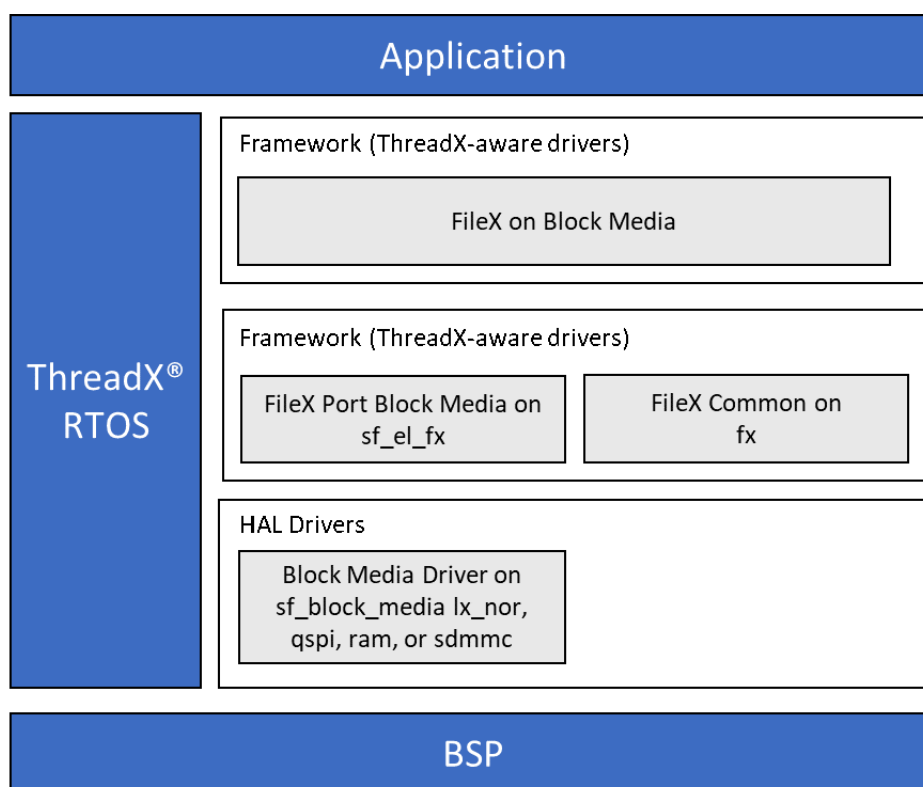 Application
ThreadX®
RTOS
Framework (ThreadX-aware drivers)
FileX on Block Media
Framework (ThreadX-aware drivers)
FileX Port Block Media on
sf_el_fx
FileX Common on
fx
HAL Drivers
Block Media Driver on
sf_block_media lx_nor,
qspi, ram, or sdmmc
BSP